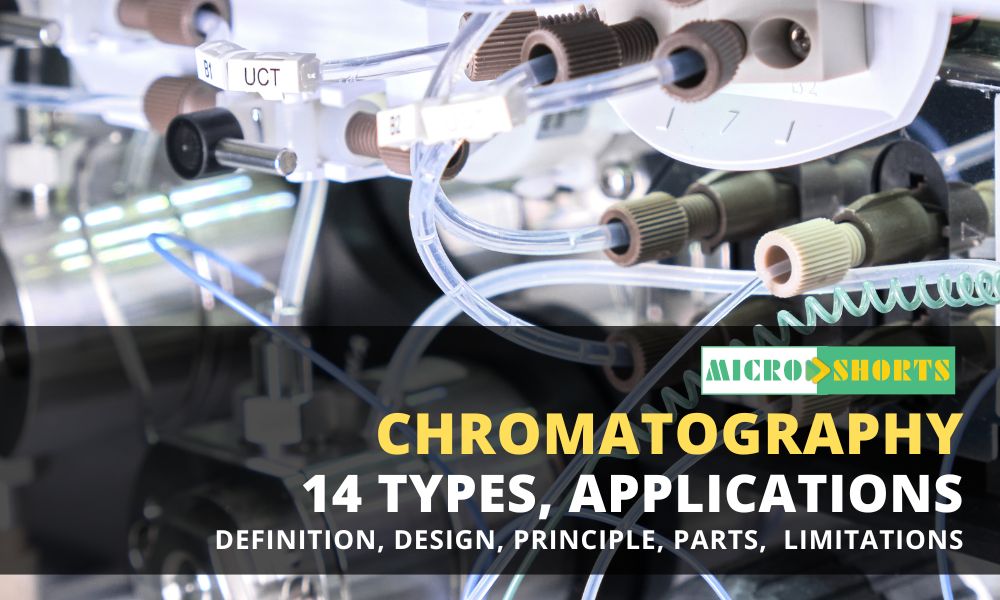 B1
UCT
B2
MICRO SHORTS
CHROMATOGRAPHY
14 TYPES, APPLICATIONS
DEFINITION, DESIGN, PRINCIPLE, PARTS, LIMITATIONS